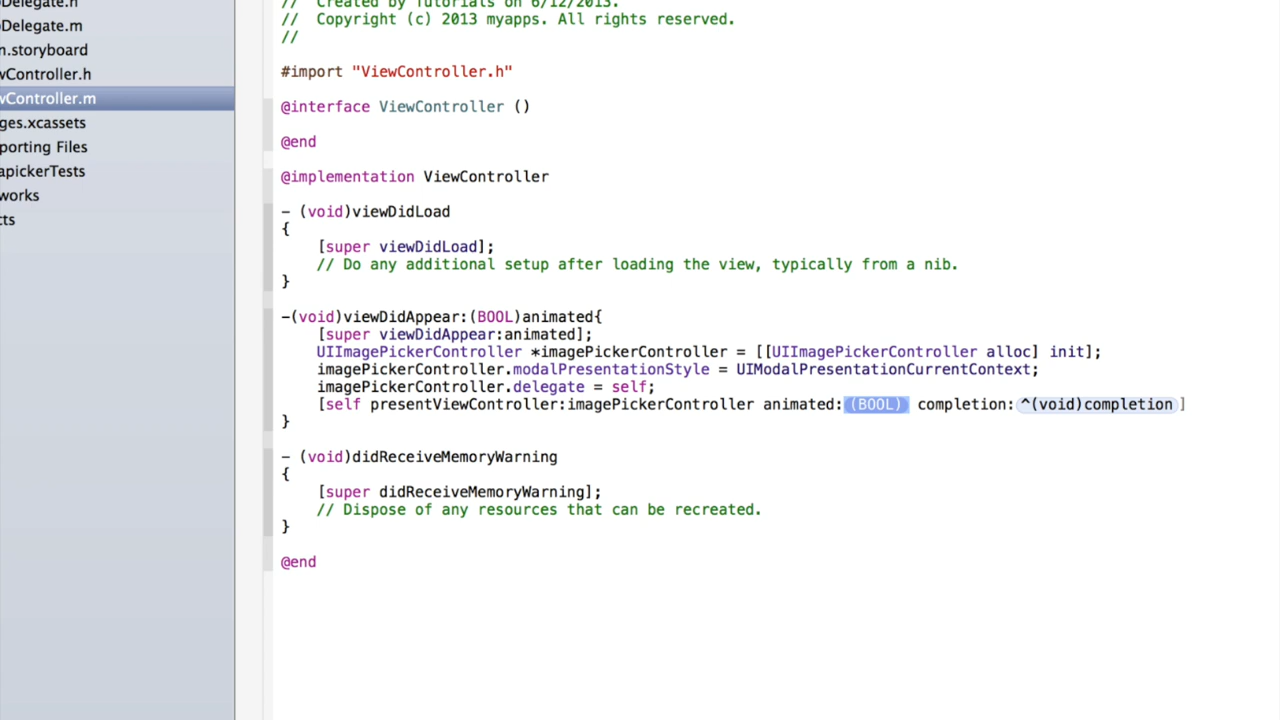 Delegate.h
Delegate.m
n.storyboard
wController.h
wController.m
ges.xcassets
porting Files
apickerTests
works
cts
// Created by Tutorials on 6/12/2013.
// Copyright (c) 2013 myapps. All rights reserved.
//
#import "ViewController.h"
@interface ViewController ()
@end
@implementation ViewController
- (void)viewDidLoad
{
[super viewDidLoad];
// Do any additional setup after loading the view, typically from a nib.
}
-(void)viewDidAppear:(BOOL)animated{
[super viewDidAppear:animated];
UIImagePickerController *imagePickerController = [[UIImagePickerController alloc] init];
imagePickerController.modalPresentationStyle = UIModalPresentationCurrentContext;
imagePickerController.delegate = self;
[self presentViewController:imagePickerController animated:(BOOL) completion:^(void)completion]
}
- (void)didReceiveMemoryWarning
{
[super didReceiveMemoryWarning];
// Dispose of any resources that can be recreated.
}
@end